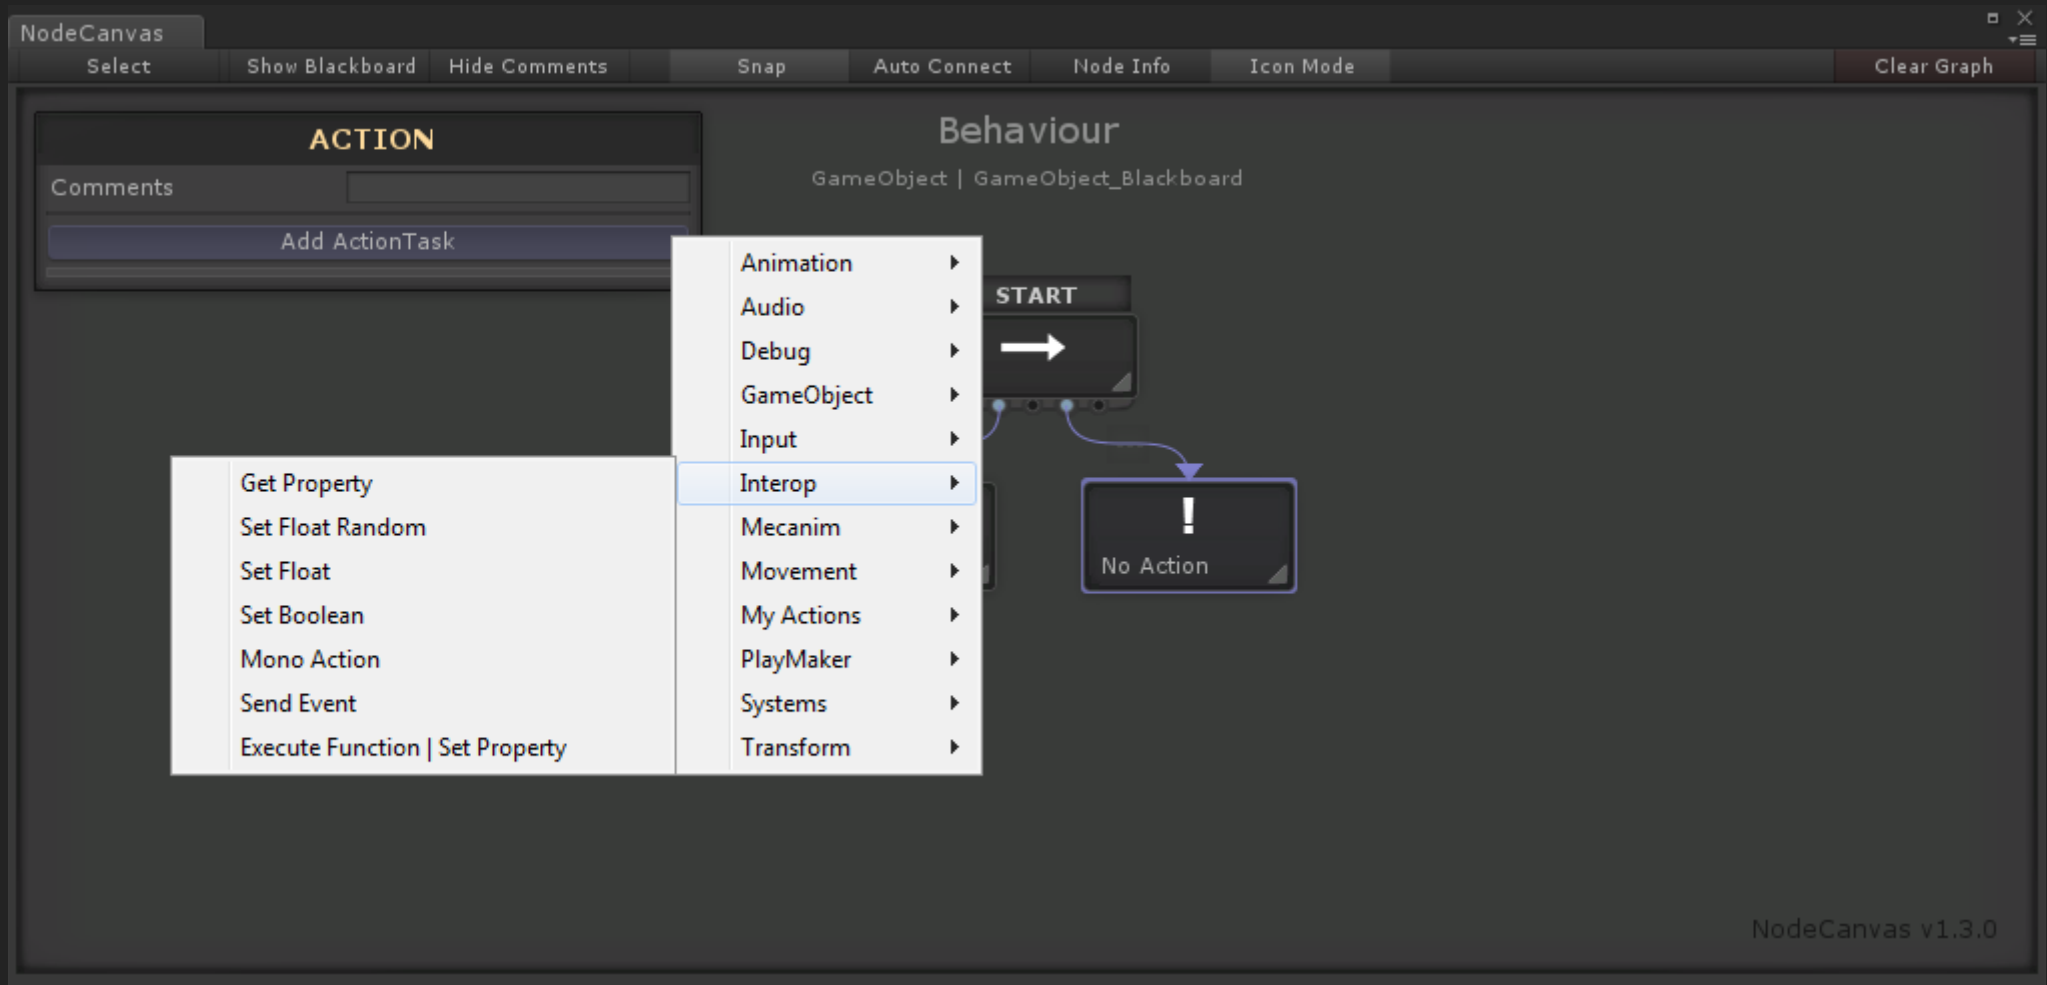 NodeCanvas
Select Show Blackboard Hide Comments Snap Auto Connect Node Info Icon Mode Clear Graph
ACTION
Comments
Add ActionTask
Behaviour
GameObject | GameObject_Blackboard
START
Animation
Audio
Debug
GameObject
Input
Interop
Mecanim
Movement
My Actions
PlayMaker
Systems
Transform
Get Property
Set Float Random
Set Float
Set Boolean
Mono Action
Send Event
Execute Function | Set Property
!
No Action
NodeCanvas v1.3.0